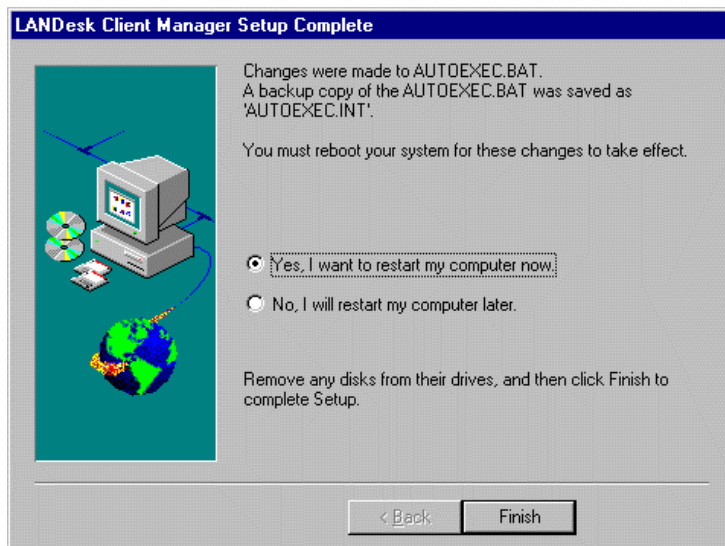 LANDesk Client Manager Setup Complete
Changes were made to AUTOEXEC.BAT.
A backup copy of the AUTOEXEC.BAT was saved as
'AUTOEXEC.INT'.
You must reboot your system for these changes to take effect.
Yes, I want to restart my computer now.
No, I will restart my computer later.
Remove any disks from their drives, and then click Finish to
complete Setup.
< Back
Finish